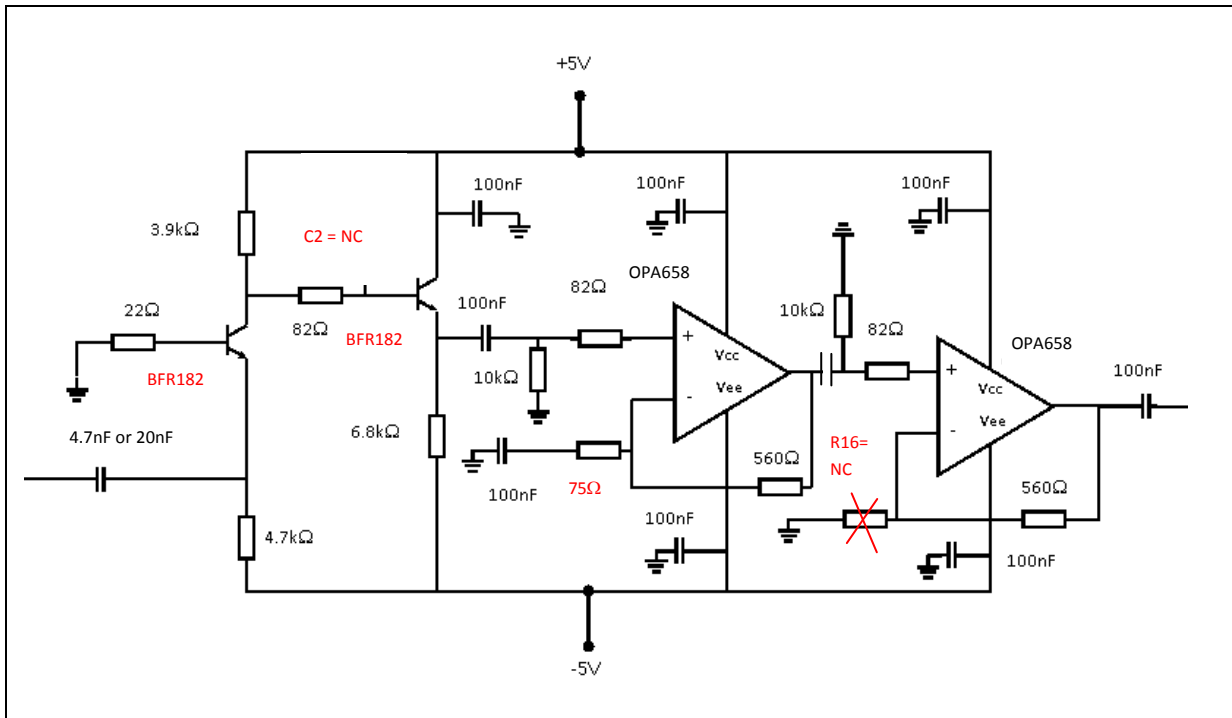 +5V
100nF
100nF
100nF
3.9kΩ
C2 = NC
OPA658
22Ω
82Ω
100nF
82Ω
BFR182
10kΩ
82Ω
OPA658
+
Vcc
Vee
-
+
Vcc
Vee
-
100nF
BFR182
10kΩ
4.7nF or 20nF
6.8kΩ
R16=
NC
560Ω
75Ω
100nF
560Ω
4.7kΩ
100nF
100nF
-5V